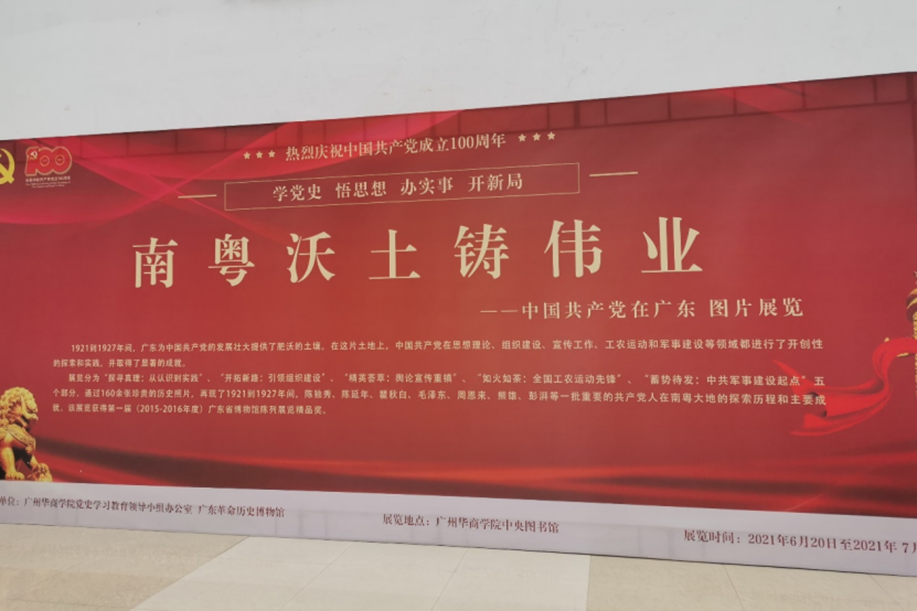 ★★★ 热烈庆祝中国共产党成立100周年 ★★★
100
学党史 悟思想 办实事 开新局
南粤沃土铸伟业
——中国共产党在广东 图片展览
1921到1927年间，广东为中国共产党的发展壮大提供了肥沃的土壤。在这片土地上，中国共产党在思想理论、组织建设、宣传工作、工农运动和军事建设等领域都进行了开创性
的探索和实践，并取得了显著的成就。
展览分为“探寻真理：从认识到实践”、“开拓新路：引领组织建设”、“精英荟萃：舆论宣传重镇”、“如火如荼：全国工农运动先锋”、“蓄势待发：中共军事建设起点”五
个部分，通过160余张珍贵的历史照片，再现了1921到1927年间，陈独秀、陈延年、瞿秋白、毛泽东、周恩来、熊雄、彭湃等一批重要的共产党人在南粤大地的探索历程和主要成
就。该展览获得第一届（2015-2016年度）广东省博物馆陈列展览精品奖。
单位：广州华商学院党史学习教育领导小组办公室 广东革命历史博物馆
展览地点：广州华商学院中央图书馆
展览时间：2021年6月20日至2021年 7月